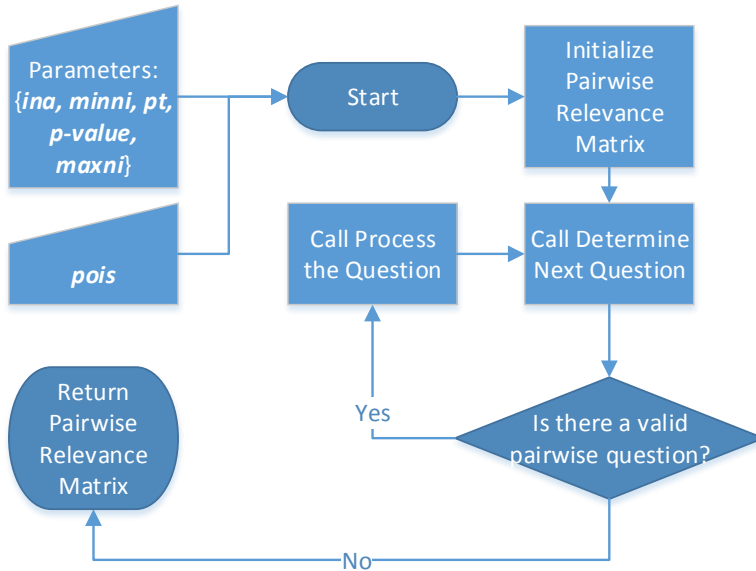 Parameters:
{ina, minni, pt,
p-value,
maxni}
Start
Initialize
Pairwise
Relevance
Matrix
pois
Call Process
the Question
Call Determine
Next Question
Return
Pairwise
Relevance
Matrix
Yes
Is there a valid
pairwise question?
No